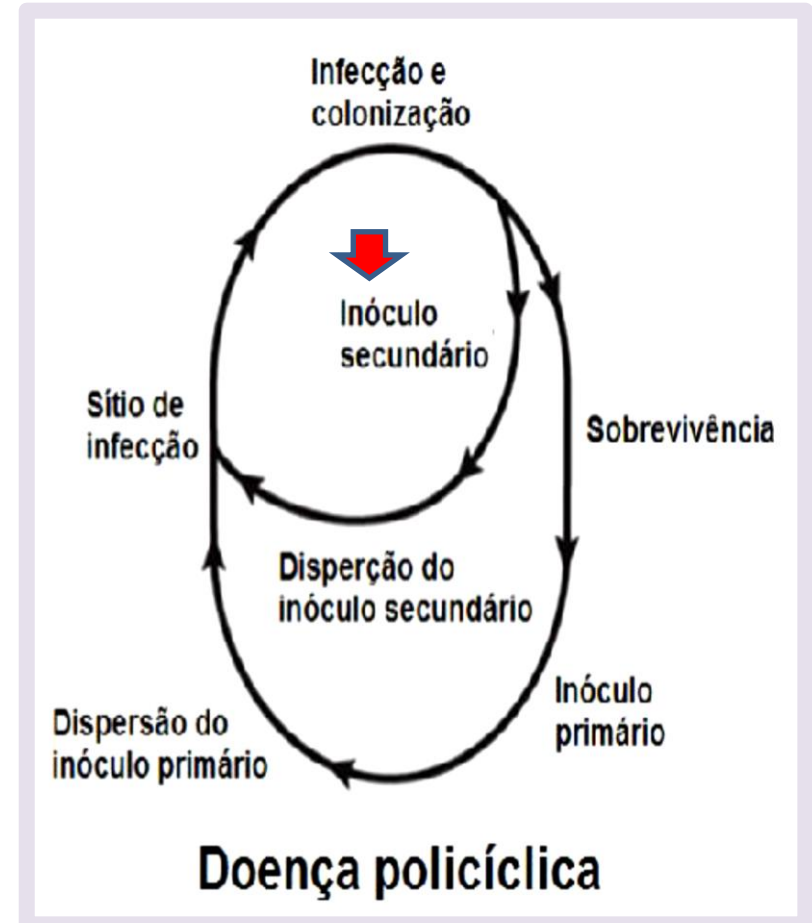 Infecção e
colonização
Inóculo
secundário
Sítio de
infecção
Sobrevivência
Disperção do
inóculo secundário
Inóculo
primário
Dispersão do
inóculo primário
Doença policíclica